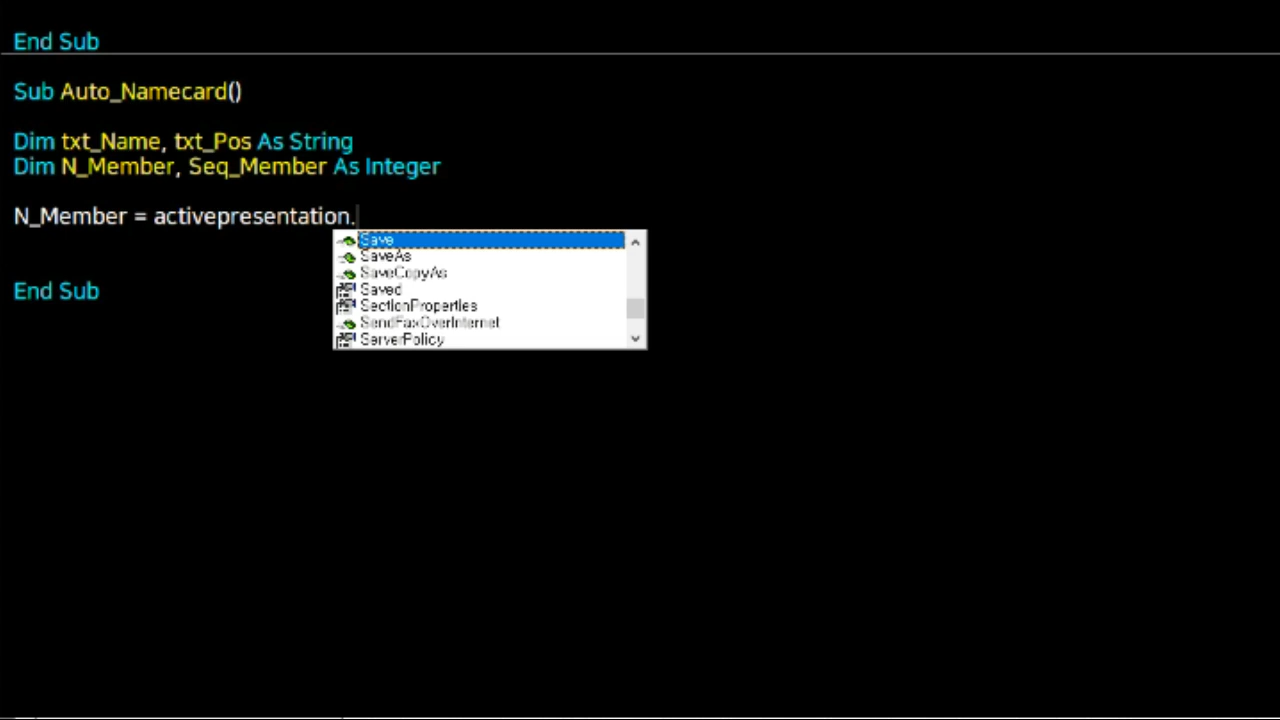 End Sub
Sub Auto_Namecard()
Dim txt_Name, txt_Pos As String
Dim N_Member, Seq_Member As Integer
N_Member = activepresentation.
Save
SaveAs
SaveCopyAs
Saved
SectionProperties
SendFaxOverInternet
ServerPolicy
End Sub